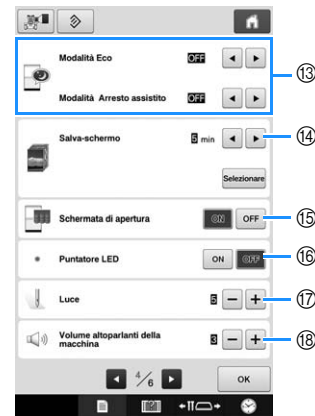 Modalità Eco OFF
⑬
Modalità Arresto assistito OFF
Salva-schermo 5 min
⑭
Selezionare
Schermata di apertura ON OFF
⑮
Puntatore LED ON OFF
⑯
Luce 5 − +
⑰
Volume altoparlanti della
macchina 3 − +
⑱
4/6 OK